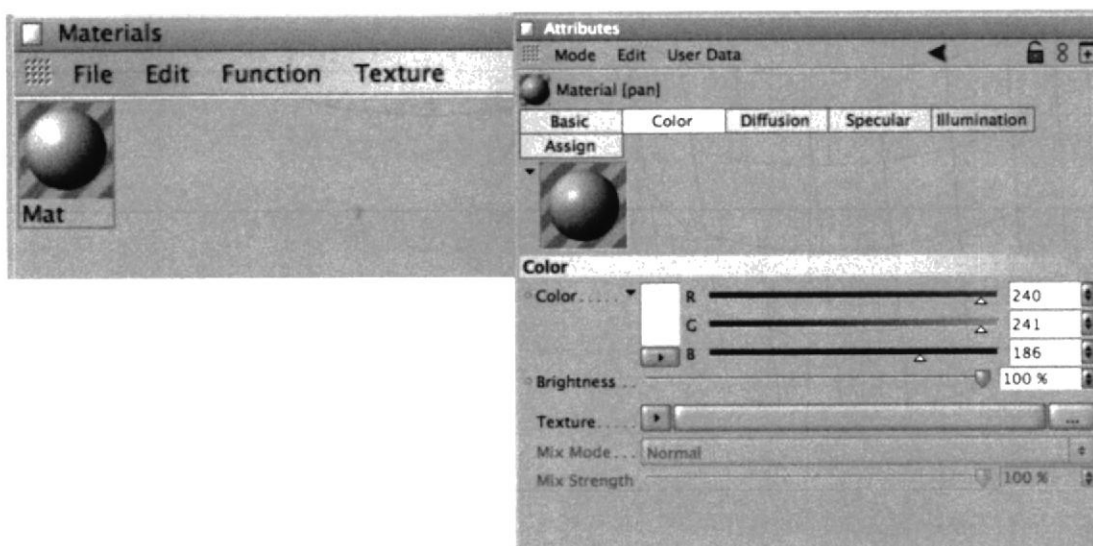 Materials
File Edit Function Texture
Mat
Attributes
Mode Edit User Data
Material [pan]
Basic Color Diffusion Specular Illumination
Assign
Color
Color..... R 240
G 241
B 186
Brightness .. 100 %
Texture..... ...
Mix Mode... Normal
Mix Strength 100 %